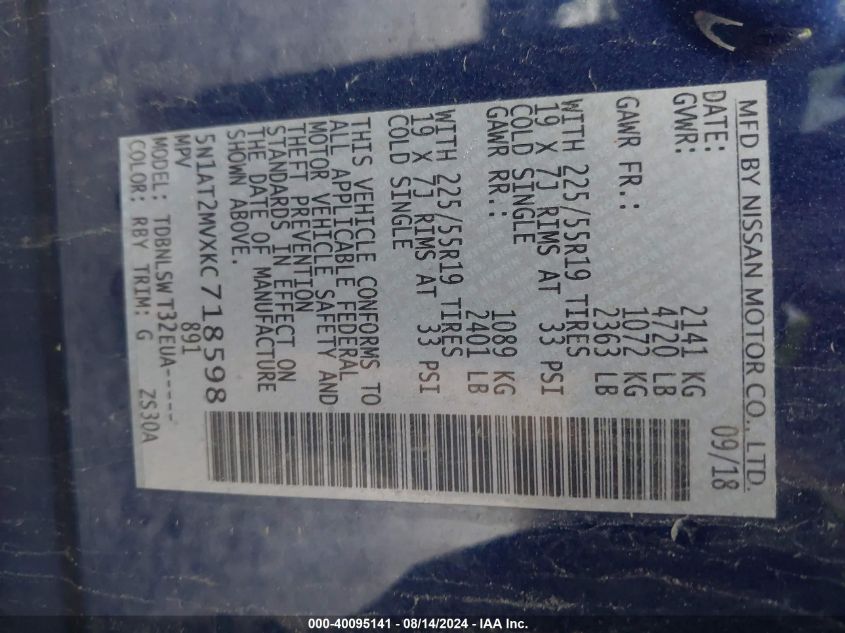 MFD BY NISSAN MOTOR CO., LTD.
DATE: 09/18
GVWR: 2141 KG
4720 LB
GAWR FR.: 1072 KG
2363 LB
WITH 225/55R19 TIRES
19 X 7J RIMS AT 33 PSI
COLD SINGLE
GAWR RR.: 1089 KG
2401 LB
WITH 225/55R19 TIRES
19 X 7J RIMS AT 33 PSI
COLD SINGLE
THIS VEHICLE CONFORMS TO
ALL APPLICABLE FEDERAL
MOTOR VEHICLE SAFETY AND
THEFT PREVENTION
STANDARDS IN EFFECT ON
THE DATE OF MANUFACTURE
SHOWN ABOVE.
5N1AT2MVXKC718598
MPV 891
MODEL: TDBNLSWT32EUA-----
COLOR: RBY TRIM: G ZS30A
000-40095141 - 08/14/2024 - IAA Inc.